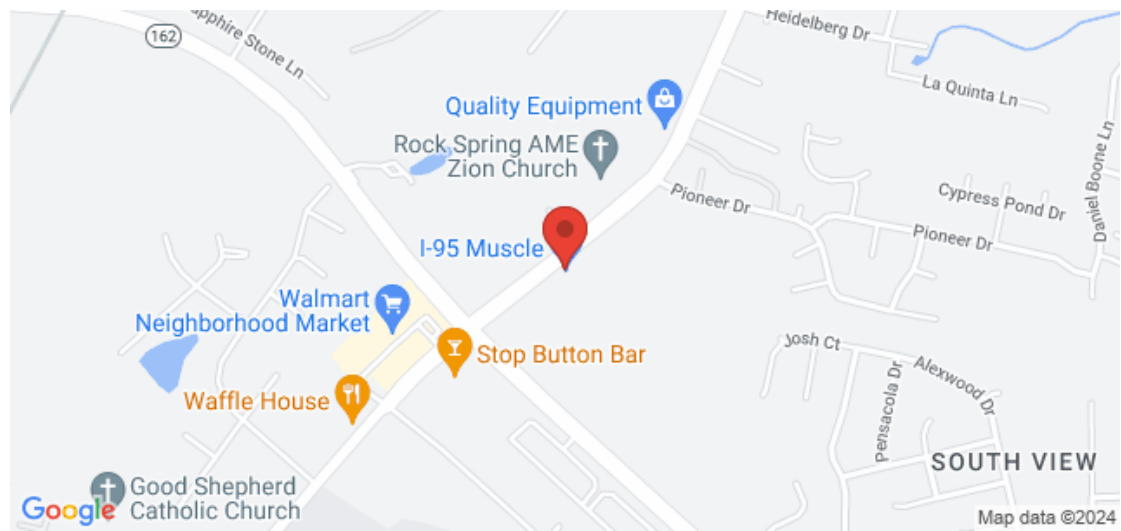 162
Sapphire Stone Ln
Heidelberg Dr
La Quinta Ln
Quality Equipment
Rock Spring AME
Zion Church
Pioneer Dr
Cypress Pond Dr
Daniel Boone Ln
Pioneer Dr
I-95 Muscle
Walmart
Neighborhood Market
Stop Button Bar
Josh Ct
Alexwood Dr
Pensacola Dr
Waffle House
SOUTH VIEW
Good Shepherd
Catholic Church
Google
Map data ©2024